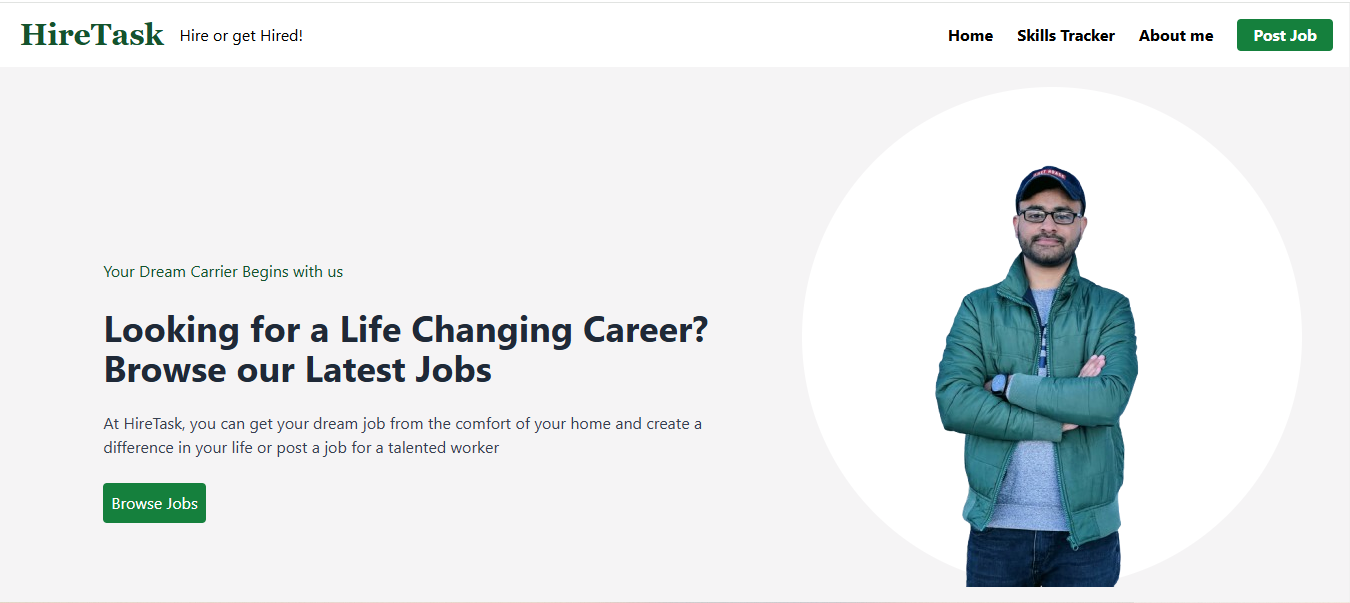 HireTask Hire or get Hired! Home Skills Tracker About me Post Job
Your Dream Carrier Begins with us
Looking for a Life Changing Career?
Browse our Latest Jobs
At HireTask, you can get your dream job from the comfort of your home and create a
difference in your life or post a job for a talented worker
Browse Jobs